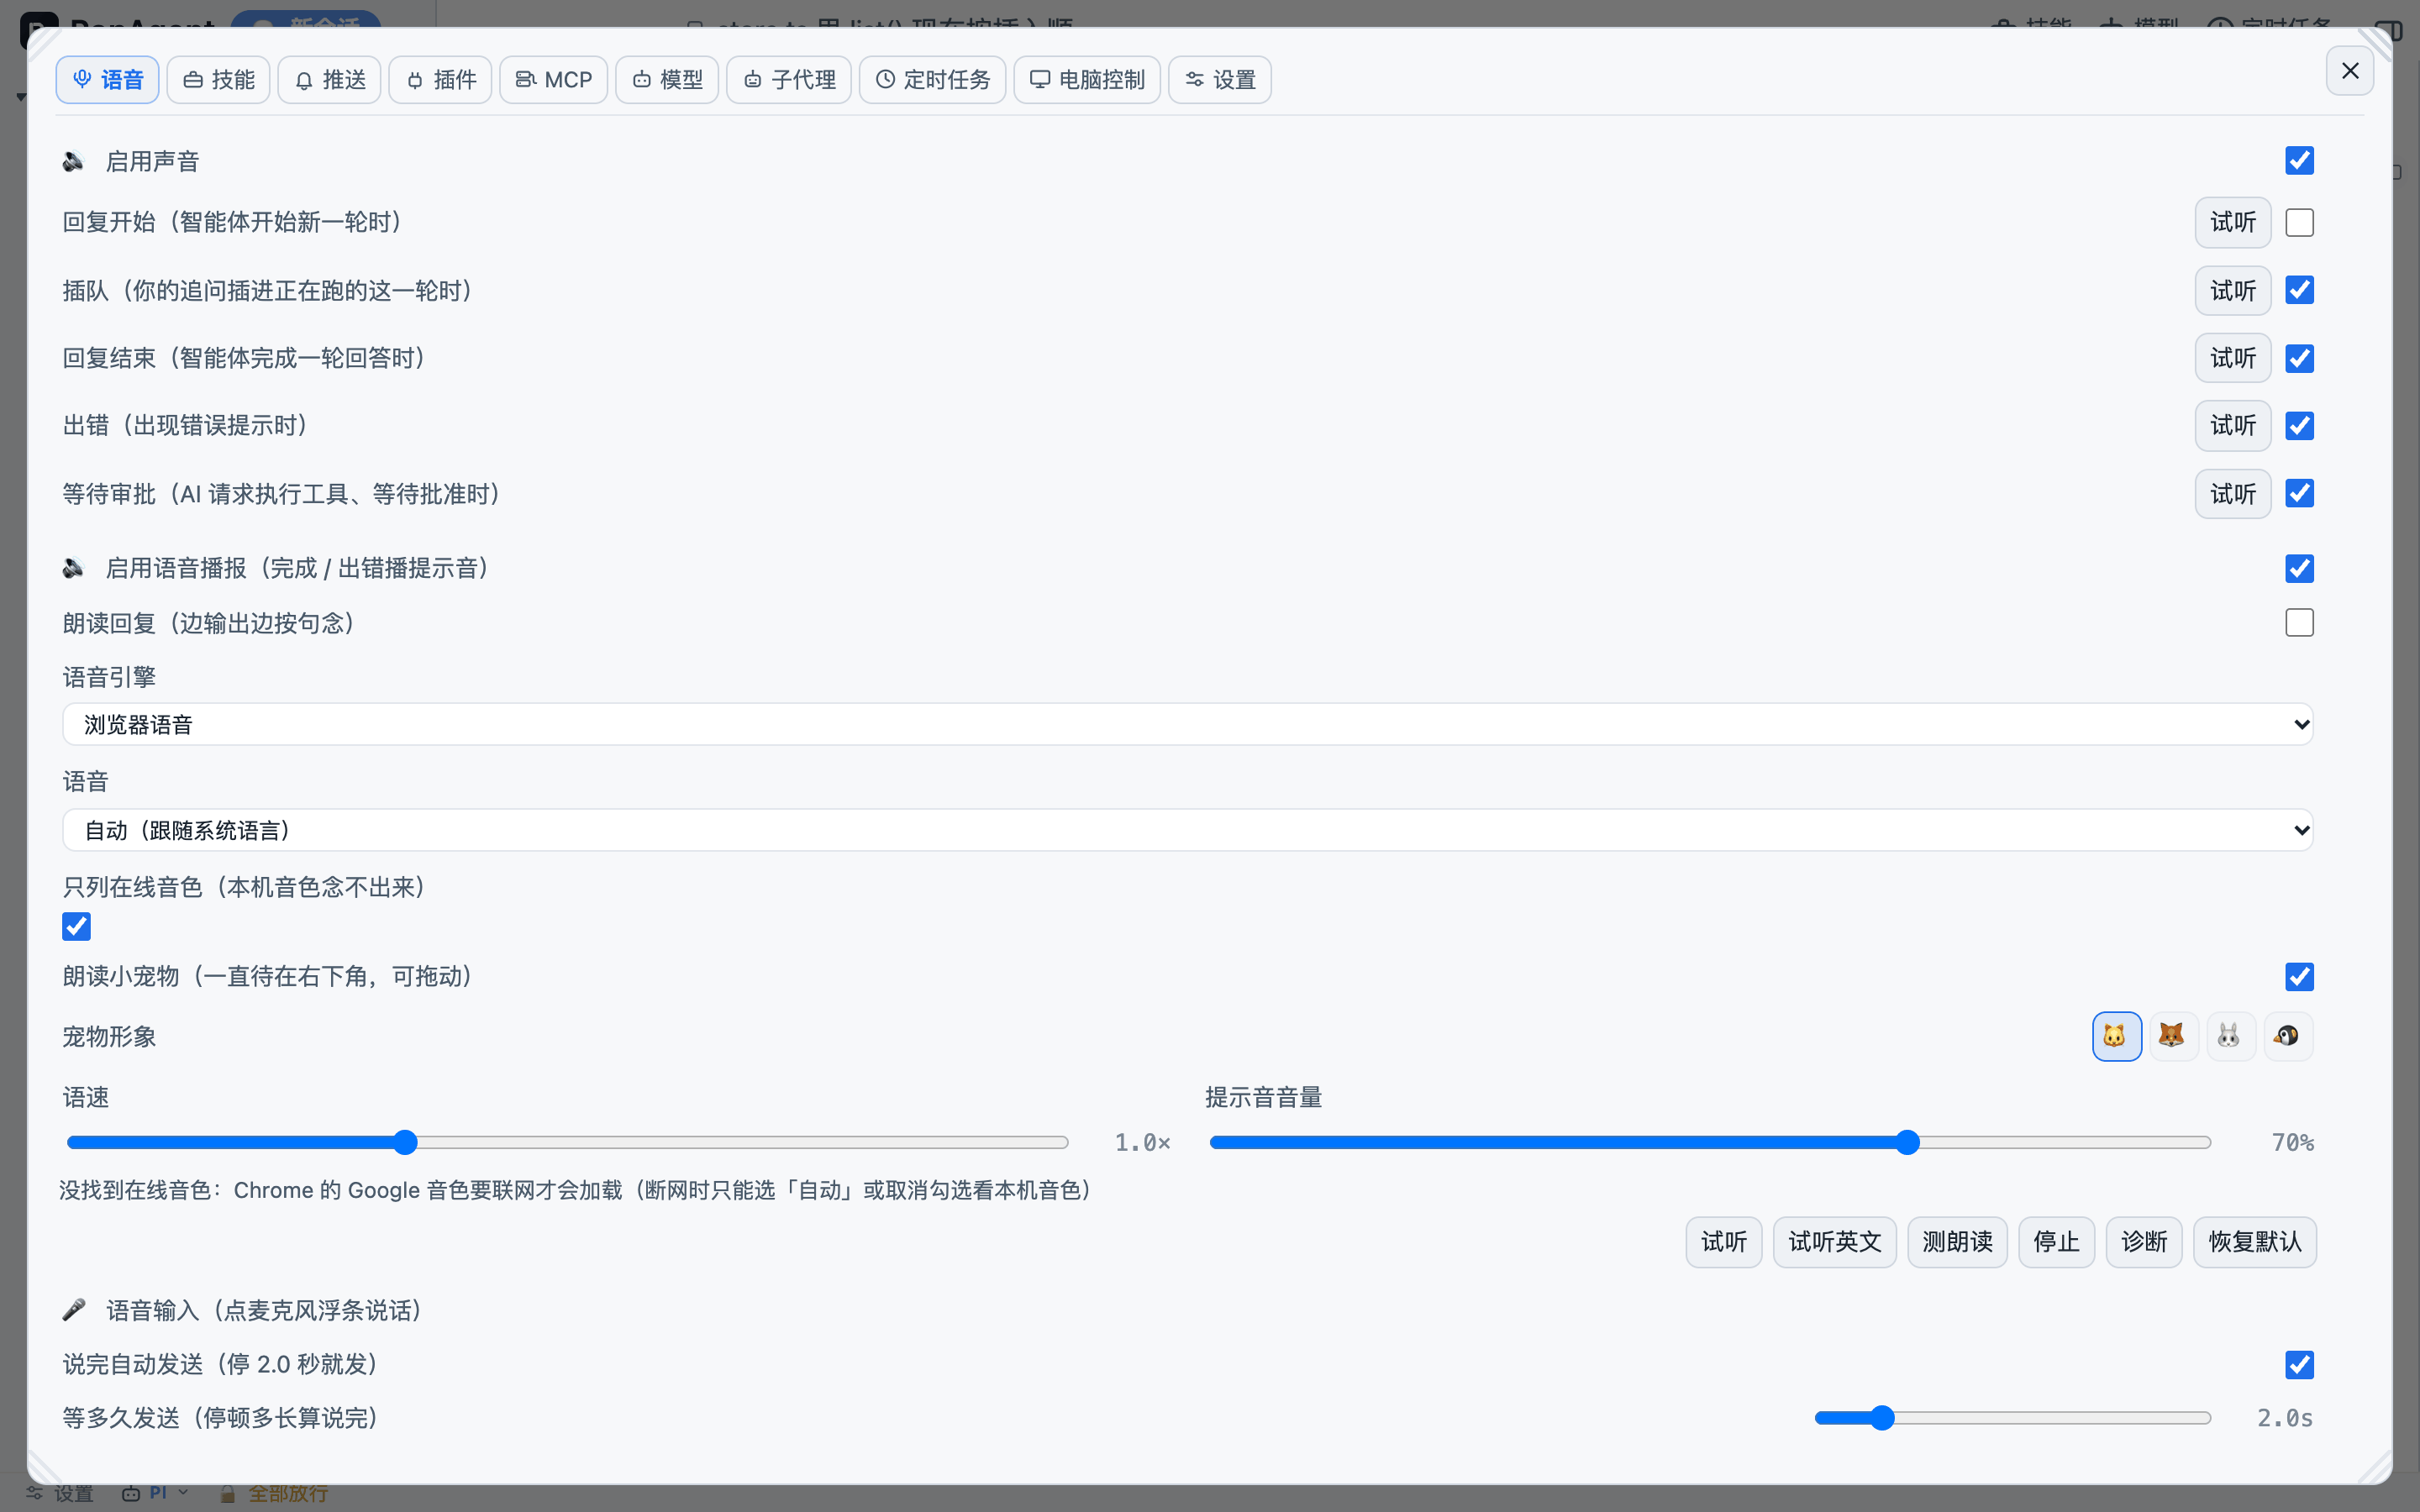 语音 技能 推送 插件 MCP 模型 子代理 定时任务 电脑控制 设置
启用声音
回复开始（智能体开始新一轮时） 试听
插队（你的追问插进正在跑的这一轮时） 试听
回复结束（智能体完成一轮回答时） 试听
出错（出现错误提示时） 试听
等待审批（AI 请求执行工具、等待批准时） 试听
启用语音播报（完成 / 出错播提示音）
朗读回复（边输出边按句念）
语音引擎
浏览器语音
语音
自动（跟随系统语言）
只列在线音色（本机音色念不出来）
朗读小宠物（一直待在右下角，可拖动）
宠物形象
语速 提示音音量
1.0× 70%
没找到在线音色：Chrome 的 Google 音色要联网才会加载（断网时只能选「自动」或取消勾选看本机音色）
试听 试听英文 测朗读 停止 诊断 恢复默认
语音输入（点麦克风浮条说话）
说完自动发送（停 2.0 秒就发）
等多久发送（停顿多长算说完） 2.0s
设置 PI 全部放行